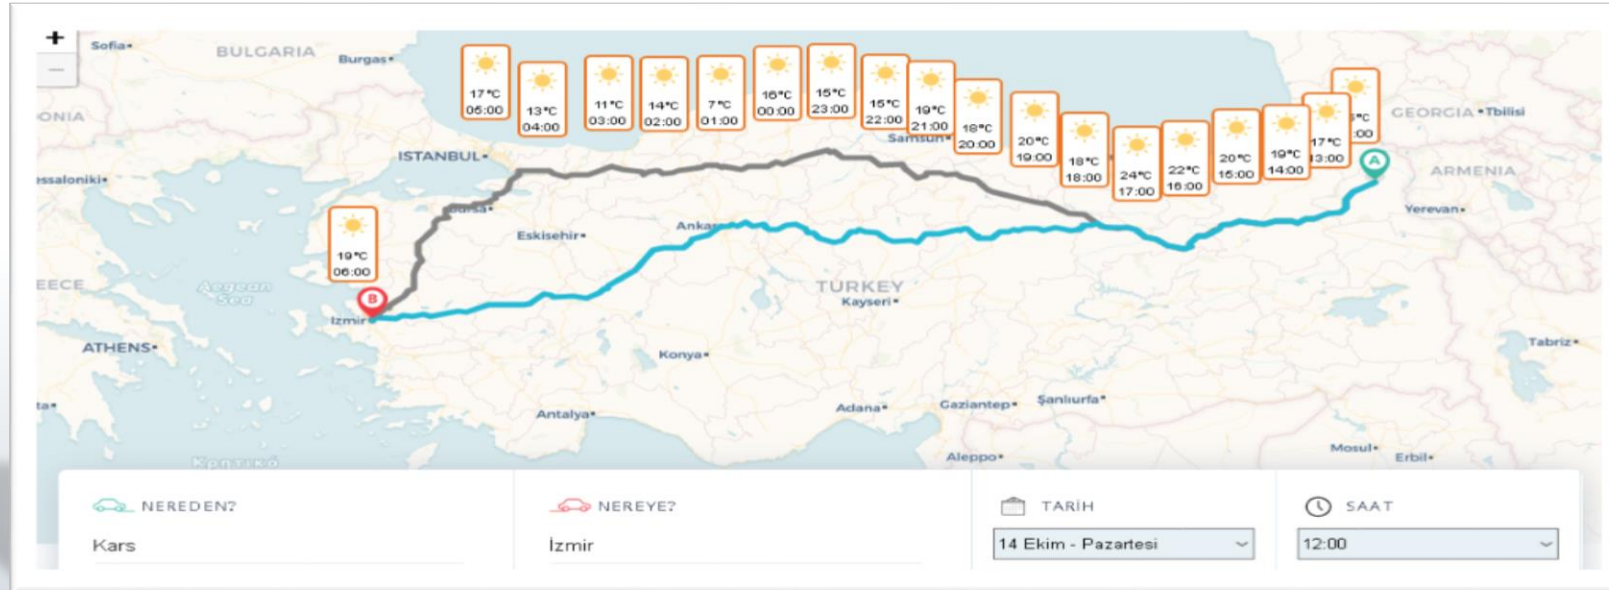 +
−
Sofia
BULGARIA
Burgas
ISTANBUL
Bursa
Eskisehir
Ankara
Samsun
GEORGIA
Tbilisi
ARMENIA
Yerevan
TURKEY
Kayseri
Aegean
Sea
Izmir
ATHENS
Konya
Antalya
Adana
Gaziantep
Şanlıurfa
Aleppo
Mosul
Erbil
Tabriz
Κρητικό
17°C
05:00
13°C
04:00
11°C
03:00
14°C
02:00
7°C
01:00
16°C
00:00
15°C
23:00
15°C
22:00
19°C
21:00
18°C
20:00
20°C
19:00
18°C
18:00
24°C
17:00
22°C
16:00
20°C
15:00
19°C
14:00
17°C
13:00
19°C
06:00
A
B
NEREDEN?
Kars
NEREYE?
İzmir
TARİH
14 Ekim - Pazartesi
SAAT
12:00